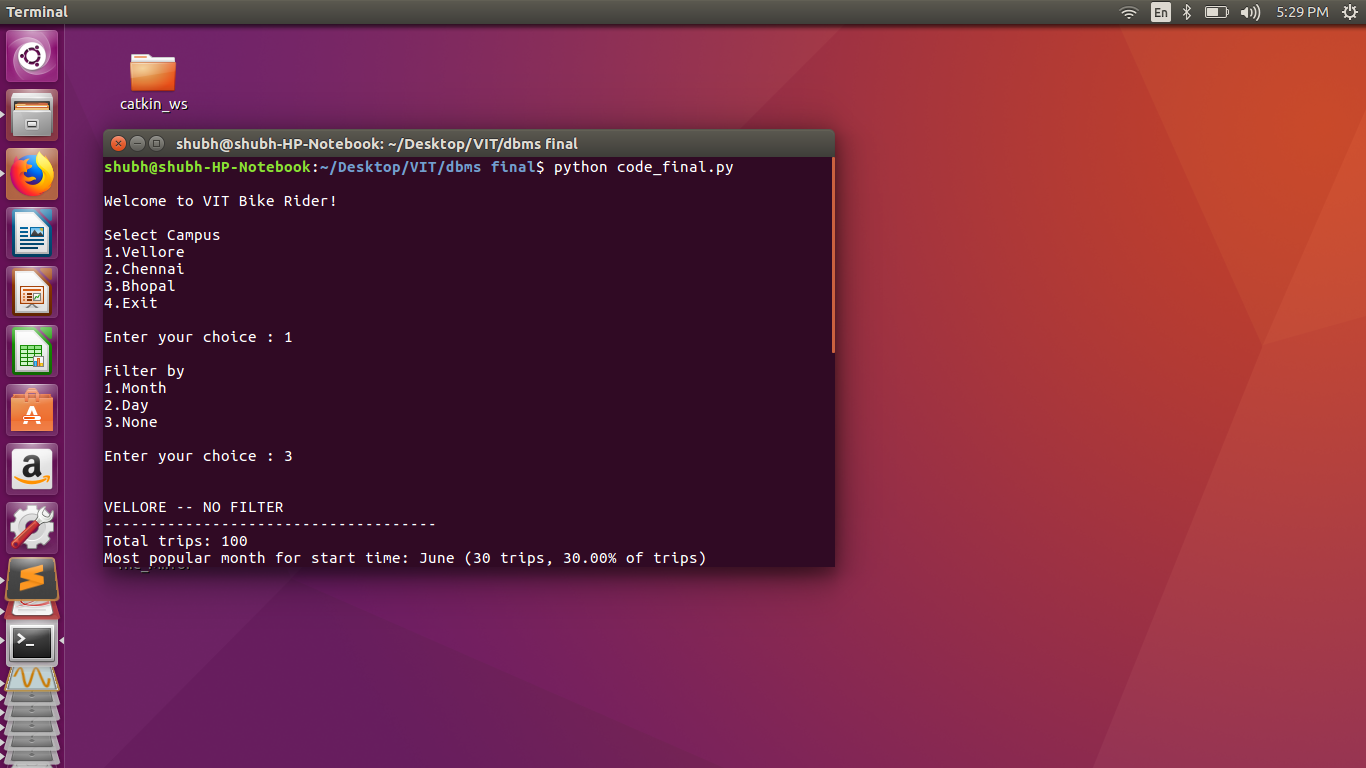 Terminal
En
5:29 PM
catkin_ws
shubh@shubh-HP-Notebook: ~/Desktop/VIT/dbms final
shubh@shubh-HP-Notebook:~/Desktop/VIT/dbms final$ python code_final.py
Welcome to VIT Bike Rider!
Select Campus
1.Vellore
2.Chennai
3.Bhopal
4.Exit
Enter your choice : 1
Filter by
1.Month
2.Day
3.None
Enter your choice : 3
VELLORE -- NO FILTER
-------------------------------------
Total trips: 100
Most popular month for start time: June (30 trips, 30.00% of trips)